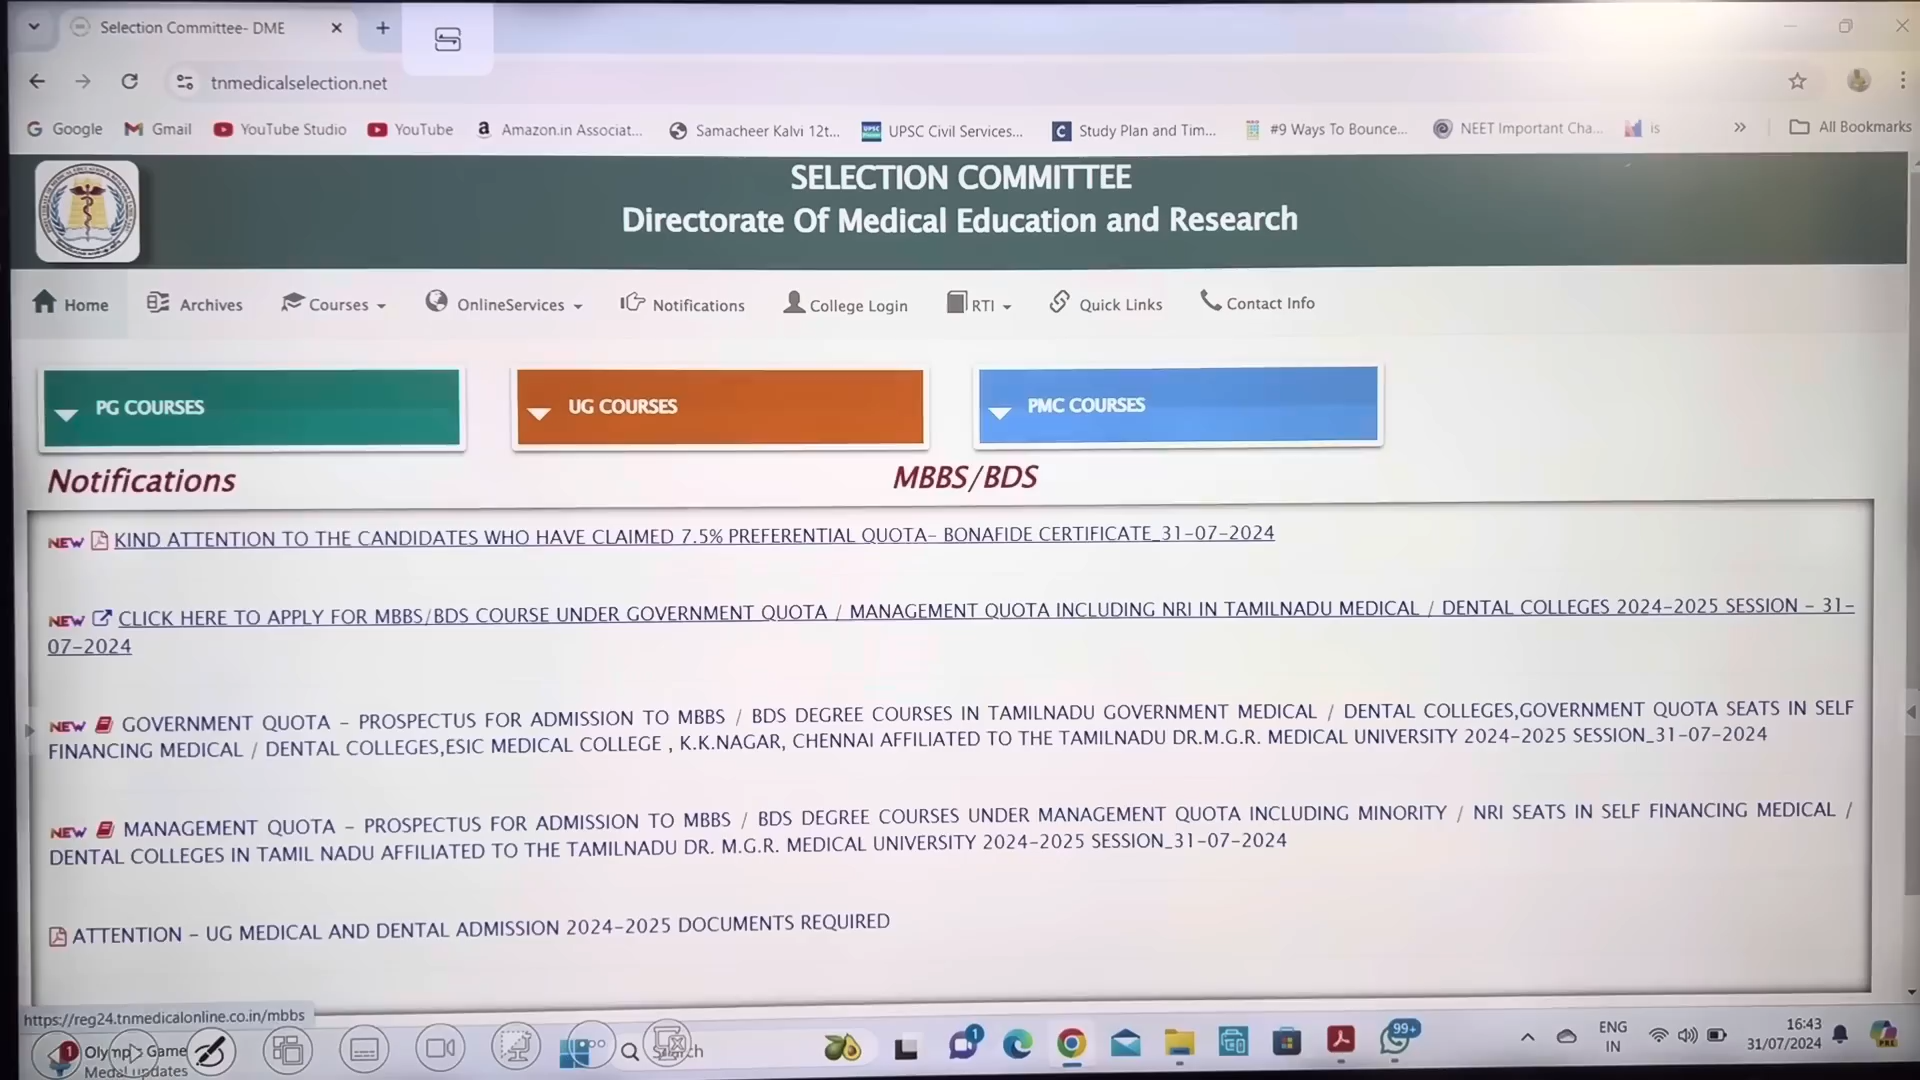 Selection Committee- DME
tnmedicalselection.net
Google
Gmail
YouTube Studio
YouTube
Amazon.in Associat...
Samacheer Kalvi 12t...
UPSC Civil Services...
Study Plan and Tim...
#9 Ways To Bounce...
NEET Important Cha...
is
All Bookmarks
SELECTION COMMITTEE
Directorate Of Medical Education and Research
Home
Archives
Courses
OnlineServices
Notifications
College Login
RTI
Quick Links
Contact Info
PG COURSES
UG COURSES
PMC COURSES
Notifications
MBBS/BDS
NEW KIND ATTENTION TO THE CANDIDATES WHO HAVE CLAIMED 7.5% PREFERENTIAL QUOTA- BONAFIDE CERTIFICATE_31-07-2024
NEW CLICK HERE TO APPLY FOR MBBS/BDS COURSE UNDER GOVERNMENT QUOTA / MANAGEMENT QUOTA INCLUDING NRI IN TAMILNADU MEDICAL / DENTAL COLLEGES 2024-2025 SESSION - 31-
07-2024
NEW GOVERNMENT QUOTA - PROSPECTUS FOR ADMISSION TO MBBS / BDS DEGREE COURSES IN TAMILNADU GOVERNMENT MEDICAL / DENTAL COLLEGES,GOVERNMENT QUOTA SEATS IN SELF
FINANCING MEDICAL / DENTAL COLLEGES,ESIC MEDICAL COLLEGE , K.K.NAGAR, CHENNAI AFFILIATED TO THE TAMILNADU DR.M.G.R. MEDICAL UNIVERSITY 2024-2025 SESSION_31-07-2024
NEW MANAGEMENT QUOTA - PROSPECTUS FOR ADMISSION TO MBBS / BDS DEGREE COURSES UNDER MANAGEMENT QUOTA INCLUDING MINORITY / NRI SEATS IN SELF FINANCING MEDICAL /
DENTAL COLLEGES IN TAMIL NADU AFFILIATED TO THE TAMILNADU DR. M.G.R. MEDICAL UNIVERSITY 2024-2025 SESSION_31-07-2024
ATTENTION - UG MEDICAL AND DENTAL ADMISSION 2024-2025 DOCUMENTS REQUIRED
https://reg24.tnmedicalonline.co.in/mbbs
1
Olympic Game
Medal updates
Search
1
99+
ENG
IN
16:43
31/07/2024